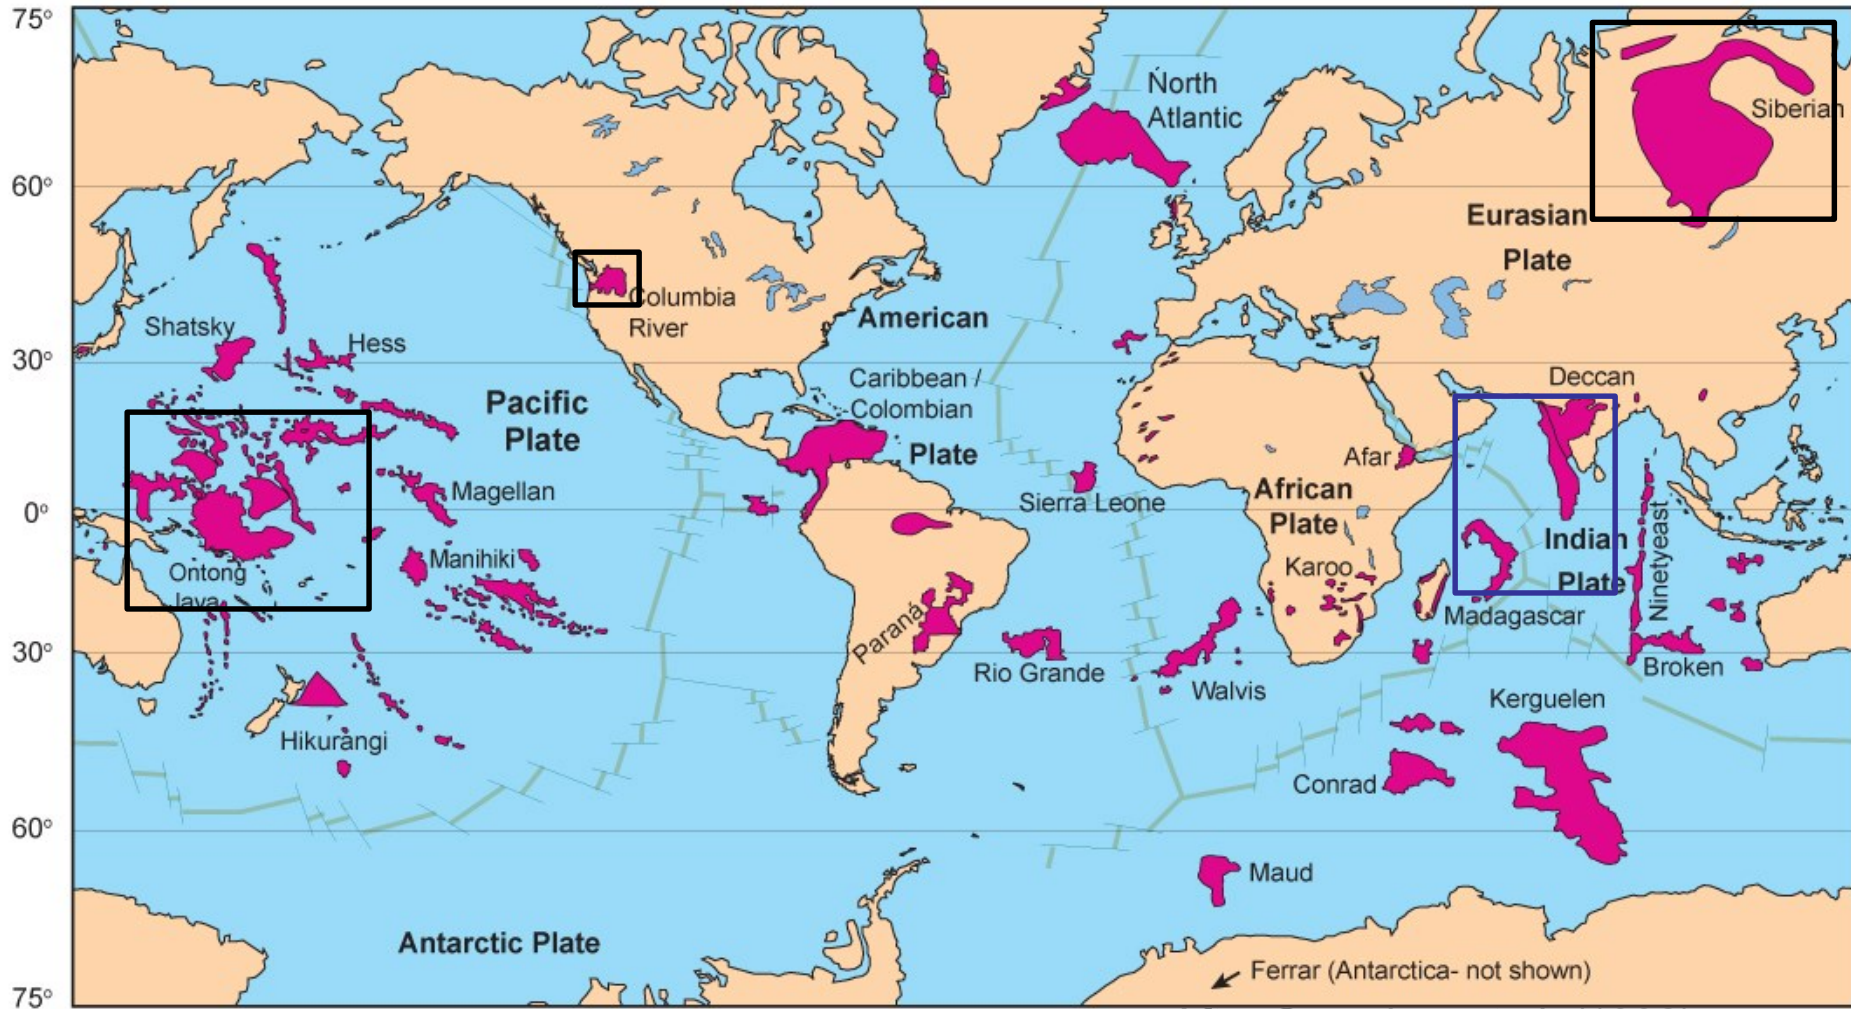 75°
North
Atlantic
Siberian
60°
Eurasian
Plate
Columbia
River
American
Shatsky
Hess
30°
Caribbean /
Colombian
Deccan
Pacific
Plate
Plate
Afar
Magellan
Sierra Leone
African
Plate
0°
Indian
Plate
Ninetyeast
Manihiki
Karoo
Ontong
Java
Madagascar
Paraná
30°
Rio Grande
Walvis
Broken
Kerguelen
Hikurangi
Conrad
60°
Maud
Antarctic Plate
Ferrar (Antarctica- not shown)
75°